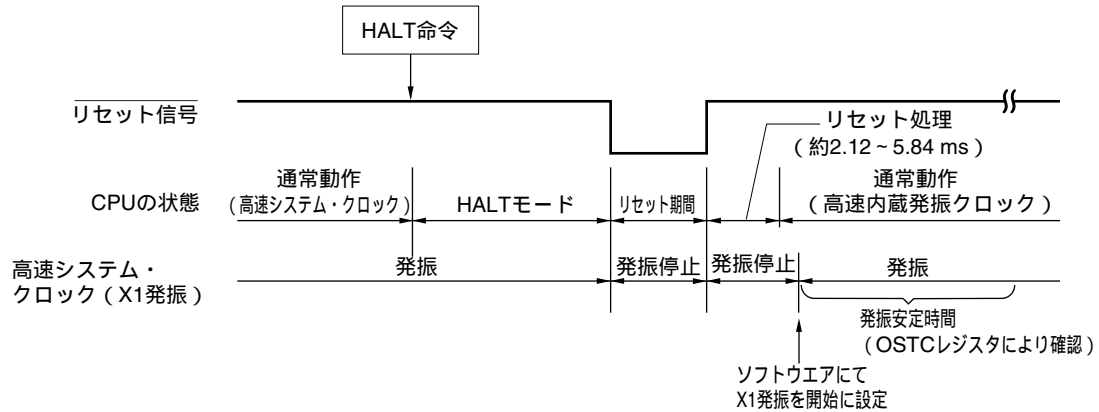 HALT命令
リセット信号
リセット処理
（約2.12～5.84 ms）
CPUの状態
通常動作
（高速システム・クロック）
HALTモード
リセット期間
通常動作
（高速内蔵発振クロック）
高速システム・
クロック（X1発振）
発振
発振停止
発振停止
発振
発振安定時間
（OSTCレジスタにより確認）
ソフトウエアにて
X1発振を開始に設定